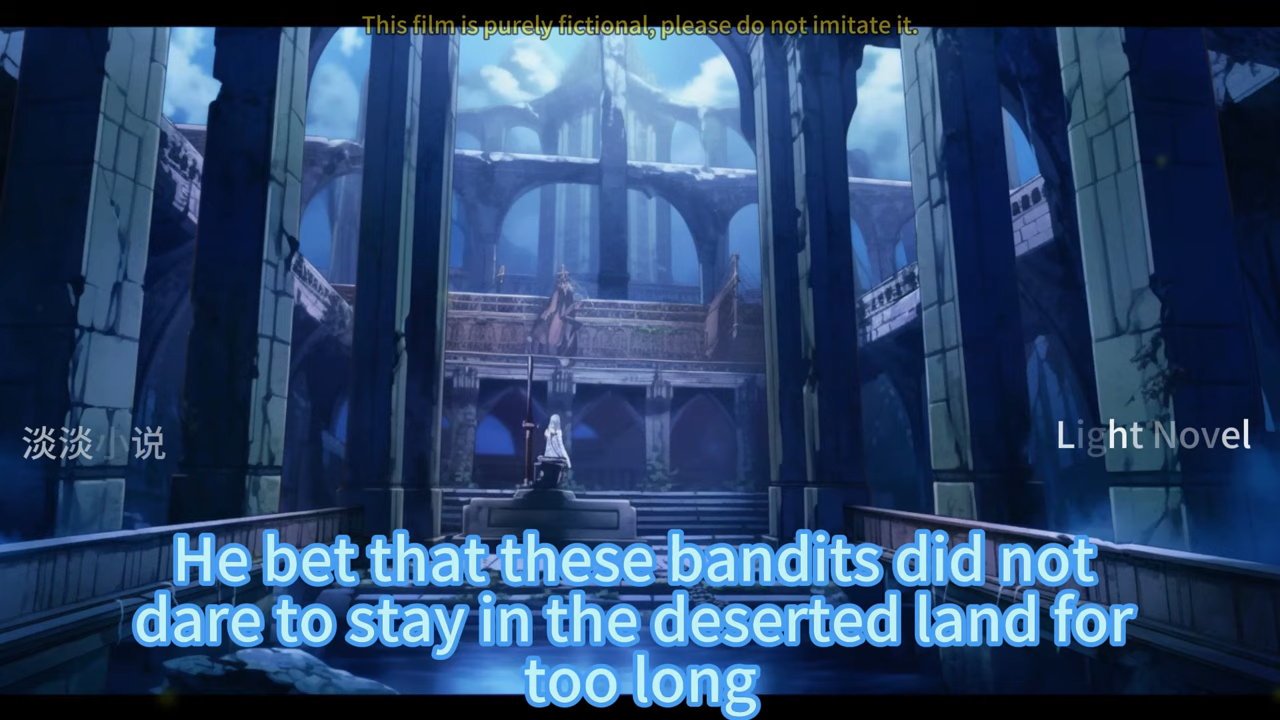 This film is purely fictional, please do not imitate it.
淡淡小说
Light Novel
He bet that these bandits did not
dare to stay in the deserted land for
too long